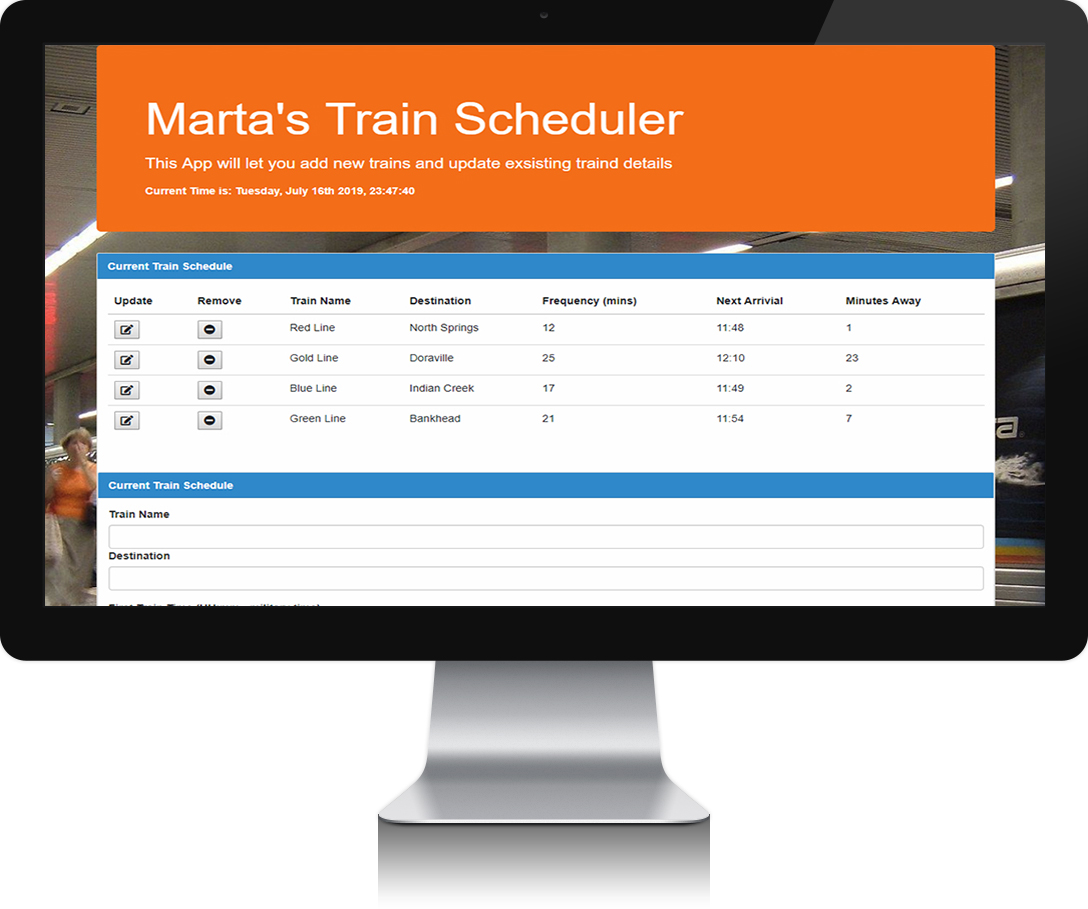 Marta's Train Scheduler
This App will let you add new trains and update exsisting traind details
Current Time is: Tuesday, July 16th 2019, 23:47:40
Current Train Schedule
Update Remove Train Name Destination Frequency (mins) Next Arrivial Minutes Away
Red Line North Springs 12 11:48 1
Gold Line Doraville 25 12:10 23
Blue Line Indian Creek 17 11:49 2
Green Line Bankhead 21 11:54 7
Current Train Schedule
Train Name
Destination